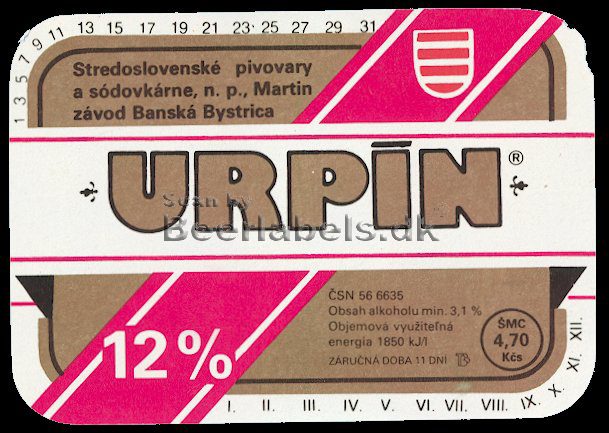 1 3 5 7 9 11 13 15 17 19 21 23 25 27 29 31
Stredoslovenské pivovary
a sódovkárne, n. p., Martin
závod Banská Bystrica
URPÍN®
Scan by
Beerlabels.dk
12%
ČSN 56 6635
Obsah alkoholu min. 3,1 %
Objemová využiteľná
energia 1850 kJ/l
ZÁRUČNÁ DOBA 11 DNI
ŠMC
4,70
Kčs
I. II. III. IV. V. VI. VII. VIII. IX. X. XI. XII.